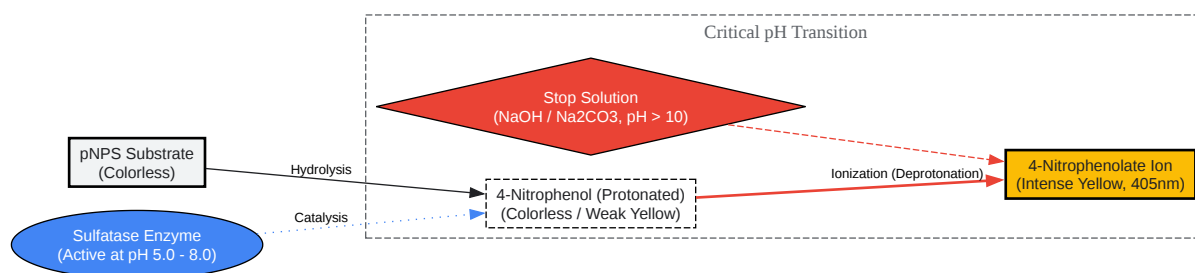 Critical pH Transition
Stop Solution
(NaOH / Na2CO3, pH > 10)
pNPS Substrate
(Colorless)
Hydrolysis
4-Nitrophenol (Protonated)
(Colorless / Weak Yellow)
Ionization (Deprotonation)
4-Nitrophenolate Ion
(Intense Yellow, 405nm)
Catalysis
Sulfatase Enzyme
(Active at pH 5.0 - 8.0)